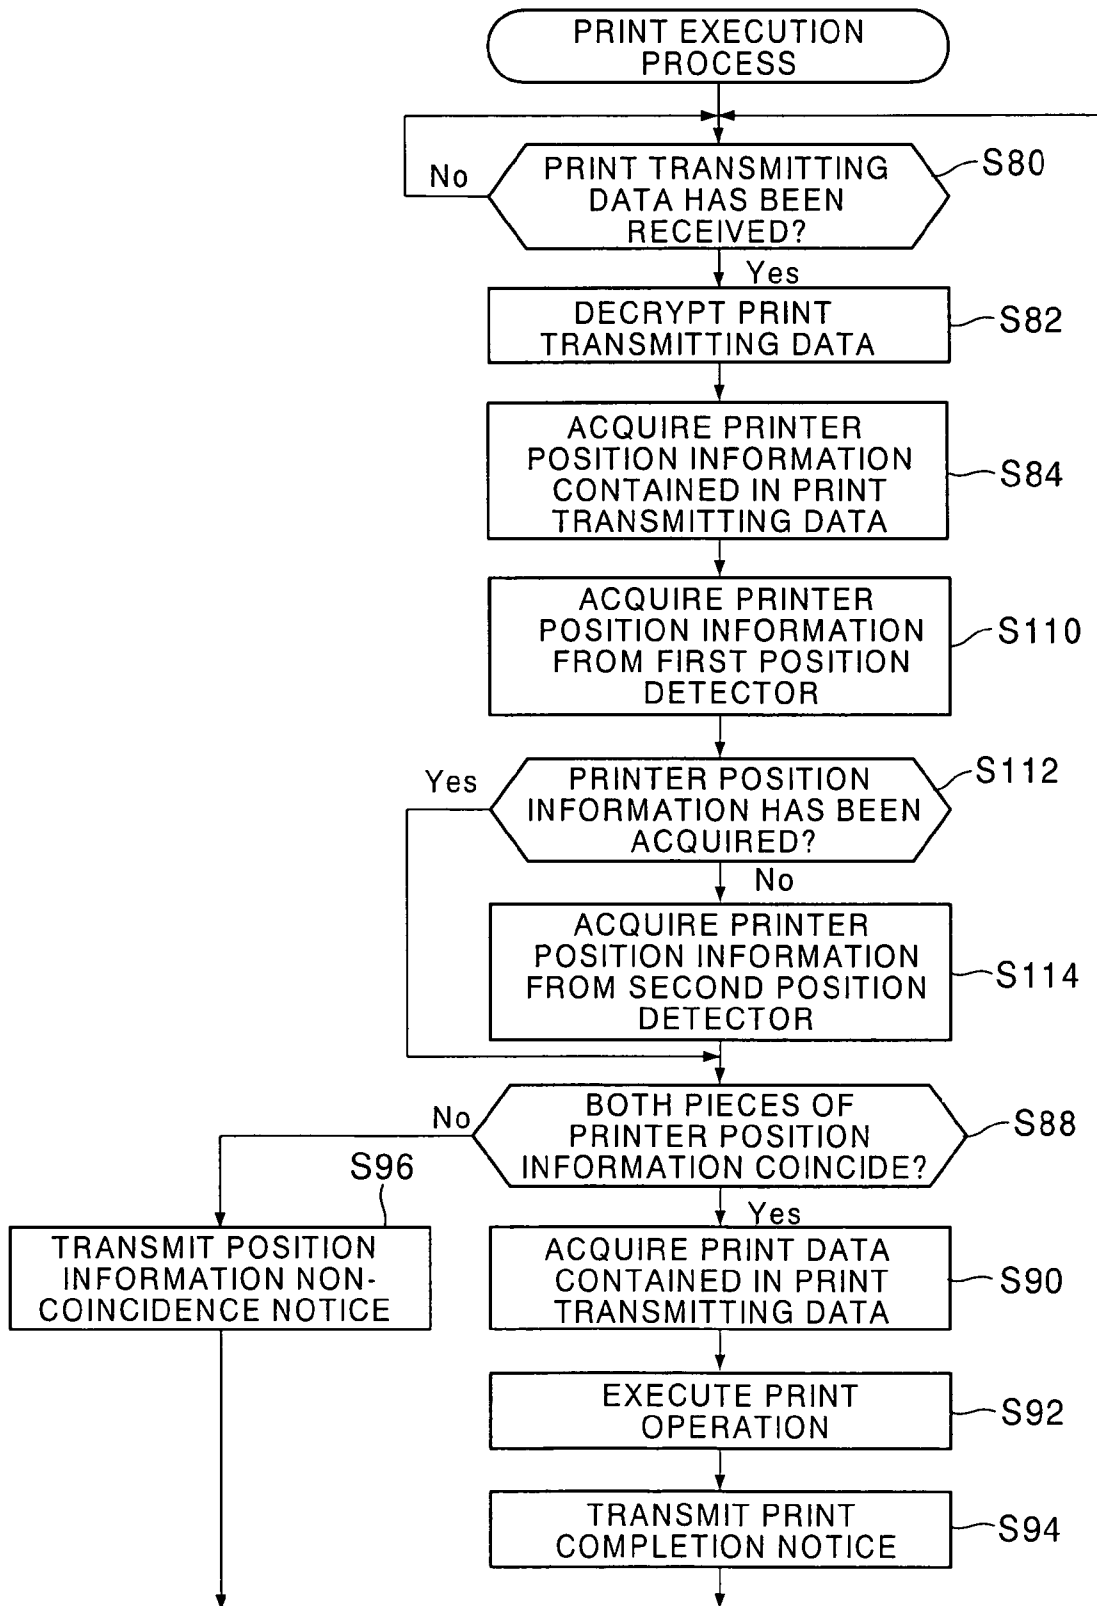 PRINT EXECUTION
PROCESS
No
PRINT TRANSMITTING
DATA HAS BEEN
RECEIVED?
S80
Yes
DECRYPT PRINT
TRANSMITTING DATA
S82
ACQUIRE PRINTER
POSITION INFORMATION
CONTAINED IN PRINT
TRANSMITTING DATA
S84
ACQUIRE PRINTER
POSITION INFORMATION
FROM FIRST POSITION
DETECTOR
S110
Yes
PRINTER POSITION
INFORMATION HAS BEEN
ACQUIRED?
S112
No
ACQUIRE PRINTER
POSITION INFORMATION
FROM SECOND POSITION
DETECTOR
S114
No
BOTH PIECES OF
PRINTER POSITION
INFORMATION COINCIDE?
S88
S96
Yes
TRANSMIT POSITION
INFORMATION NON-
COINCIDENCE NOTICE
ACQUIRE PRINT DATA
CONTAINED IN PRINT
TRANSMITTING DATA
S90
EXECUTE PRINT
OPERATION
S92
TRANSMIT PRINT
COMPLETION NOTICE
S94